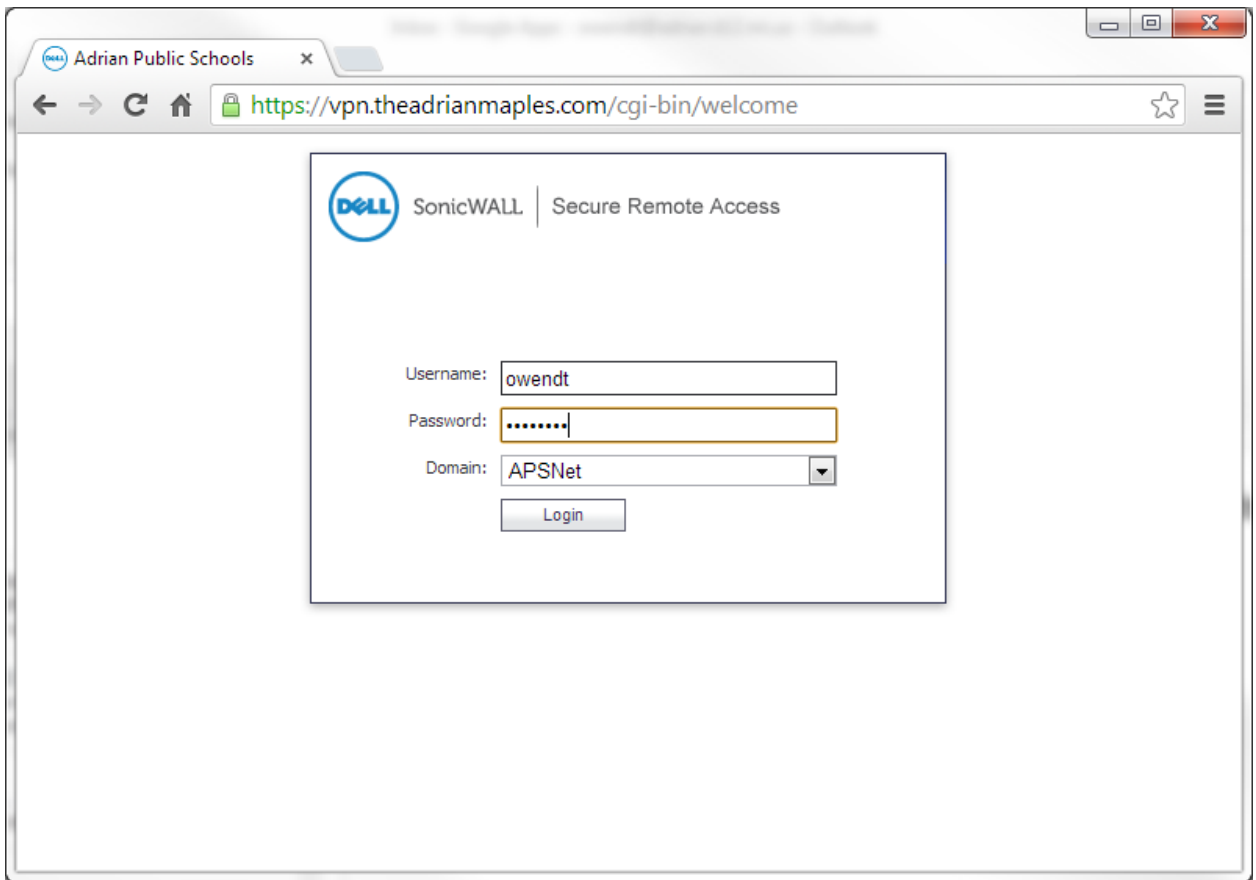 Adrian Public Schools
https://vpn.theadrianmaples.com/cgi-bin/welcome
DELL SonicWALL | Secure Remote Access
Username: owendt
Password: ••••••••
Domain: APSNet
Login